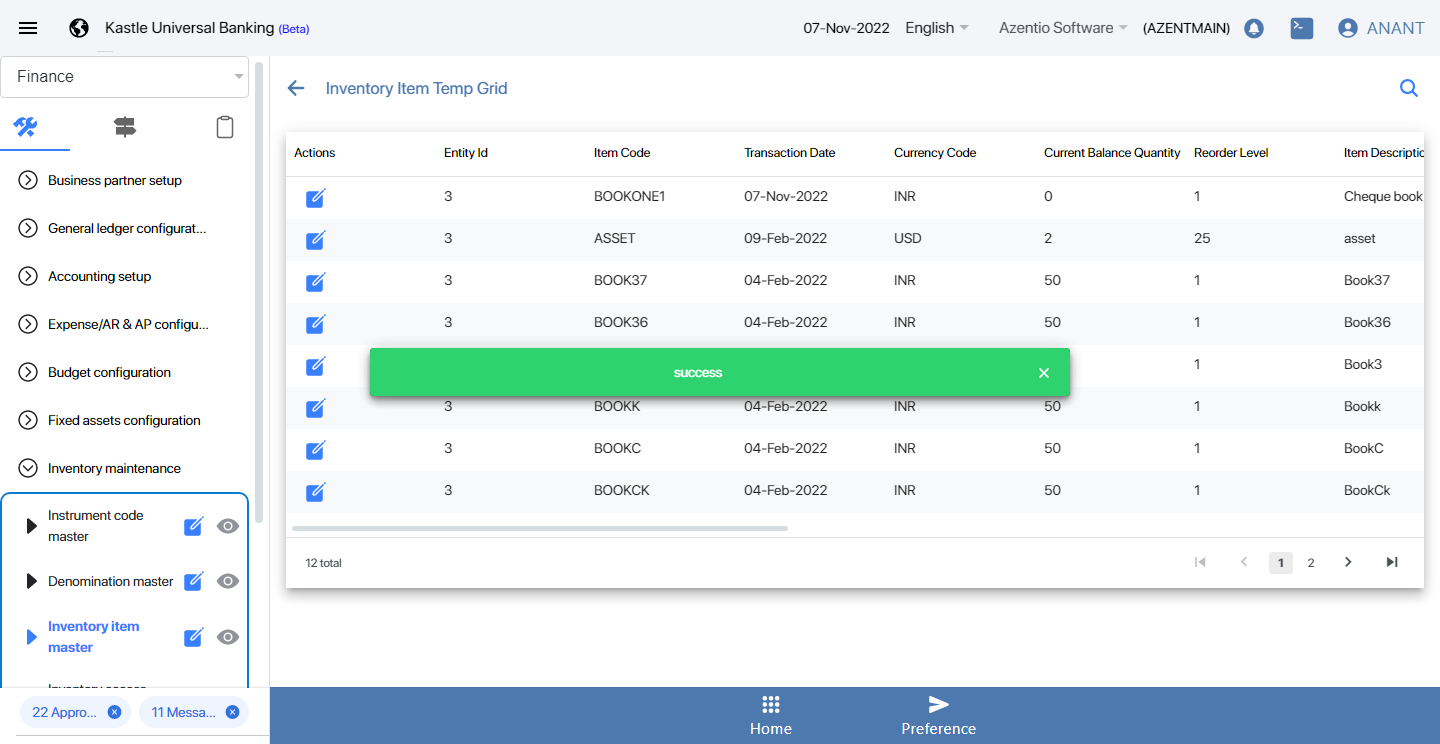 Kastle Universal Banking (Beta)
07-Nov-2022 English Azentio Software (AZENTMAIN) ANANT
Finance
Business partner setup
General ledger configurat...
Accounting setup
Expense/AR & AP configu...
Budget configuration
Fixed assets configuration
Inventory maintenance
Instrument code
master
Denomination master
Inventory item
master
22 Appro... 11 Messa...
Inventory Item Temp Grid
Actions Entity Id Item Code Transaction Date Currency Code Current Balance Quantity Reorder Level Item Descriptio
3 BOOKONE1 07-Nov-2022 INR 0 1 Cheque book
3 ASSET 09-Feb-2022 USD 2 25 asset
3 BOOK37 04-Feb-2022 INR 50 1 Book37
3 BOOK36 04-Feb-2022 INR 50 1 Book36
1 Book3
success
3 BOOKK 04-Feb-2022 INR 50 1 Bookk
3 BOOKC 04-Feb-2022 INR 50 1 BookC
3 BOOKCK 04-Feb-2022 INR 50 1 BookCk
12 total
1 2
Home Preference